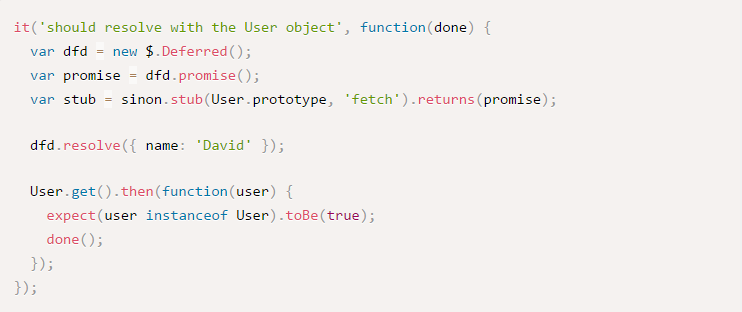 it('should resolve with the User object', function(done) {
  var dfd = new $.Deferred();
  var promise = dfd.promise();
  var stub = sinon.stub(User.prototype, 'fetch').returns(promise);

  dfd.resolve({ name: 'David' });

  User.get().then(function(user) {
    expect(user instanceof User).toBe(true);
    done();
  });
});